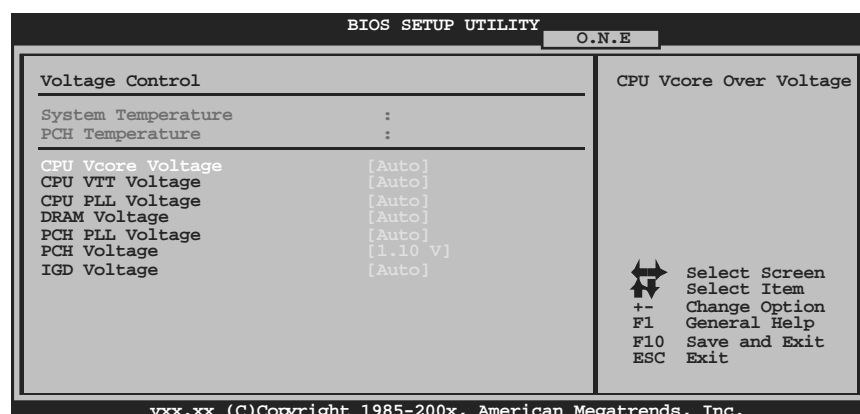 BIOS SETUP UTILITY
O.N.E
Voltage Control
System Temperature :
PCH Temperature :
CPU Vcore Voltage [Auto]
CPU VTT Voltage [Auto]
CPU PLL Voltage [Auto]
DRAM Voltage [Auto]
PCH PLL Voltage [Auto]
PCH Voltage [1.10 V]
IGD Voltage [Auto]
CPU Vcore Over Voltage
Select Screen
Select Item
+- Change Option
F1 General Help
F10 Save and Exit
ESC Exit
vxx.xx (C)Copyright 1985-200x, American Megatrends, Inc.